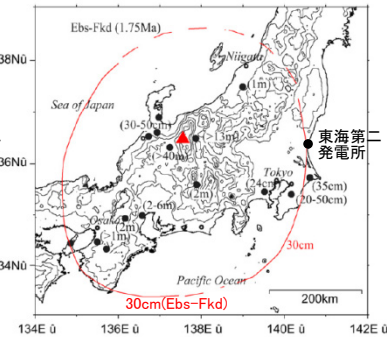 Ebs-Fkd (1.75Ma)
38Nû
Niigata
Sea of Japan
(1m)
(30-50cm)
13m)
東海第二
発電所
(>40m)
36Nû
Tokyo
(2m)
(24cm)
(35cm)
(20-50cm)
(2-6m)
Osaka
(2m)
(~1m)
30cm
34Nû
Pacific Ocean
30cm(Ebs-Fkd)
200km
134E û
136E û
138E û
140E û
142E û